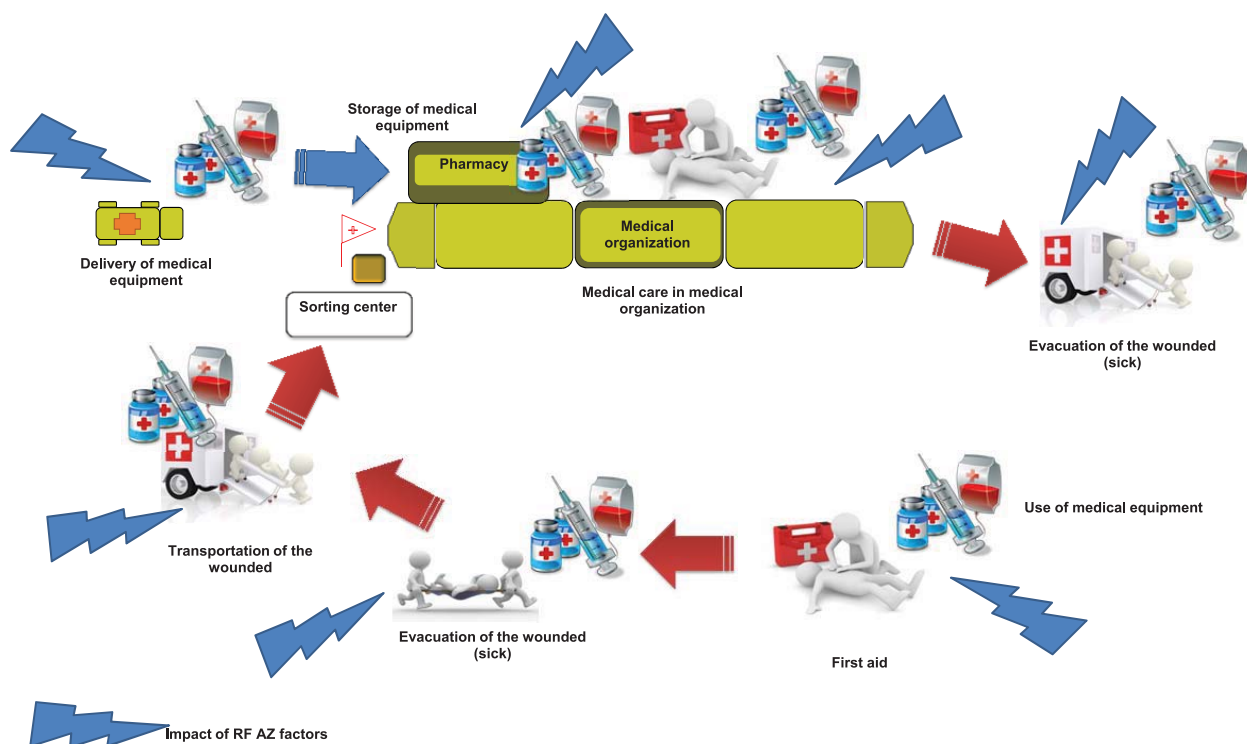 Storage of medical
equipment
Pharmacy
Medical
organization
Delivery of medical
equipment
Medical care in medical
organization
Sorting center
Evacuation of the wounded
(sick)
Use of medical equipment
Transportation of the
wounded
Evacuation of the wounded
(sick)
First aid
Impact of RF AZ factors